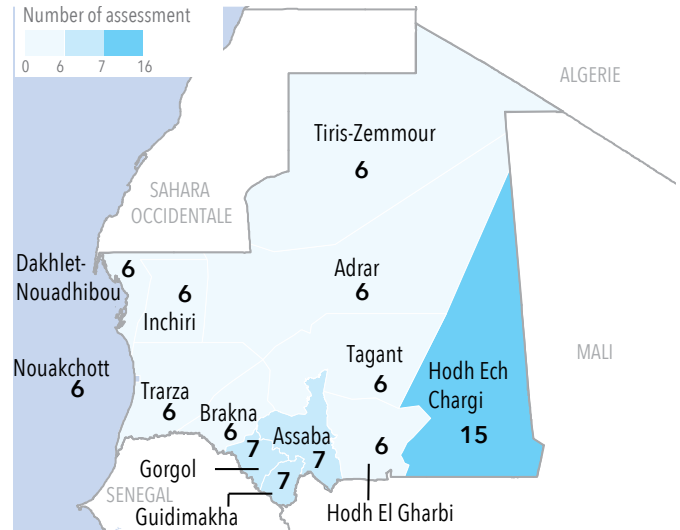 Number of assessment
0 6 7 16
ALGERIE
Tiris-Zemmour
6
SAHARA
OCCIDENTALE
Dakhlet-
Nouadhibou
6
6
Inchiri
Adrar
6
MALI
Nouakchott
6
Tagant
6
Hodh Ech
Chargi
15
Trarza
6
Brakna
6
7
Assaba
7
6
Gorgol
7
SENEGAL
Guidimakha
Hodh El Gharbi